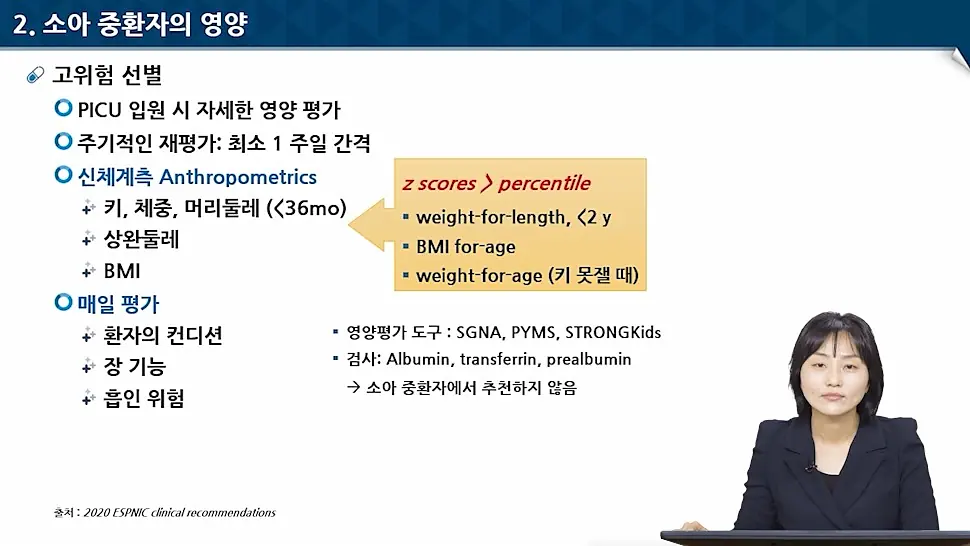 2. 소아 중환자의 영양
고위험 선별
PICU 입원 시 자세한 영양 평가
주기적인 재평가: 최소 1 주일 간격
신체계측 Anthropometrics
키, 체중, 머리둘레 (<36mo)
상완둘레
BMI
z scores > percentile
weight-for-length, <2 y
BMI for-age
weight-for-age (키 못잴 때)
매일 평가
환자의 컨디션
장 기능
흡인 위험
영양평가 도구 : SGNA, PYMS, STRONGKids
검사: Albumin, transferrin, prealbumin
→ 소아 중환자에서 추천하지 않음
출처 : 2020 ESPNIC clinical recommendations